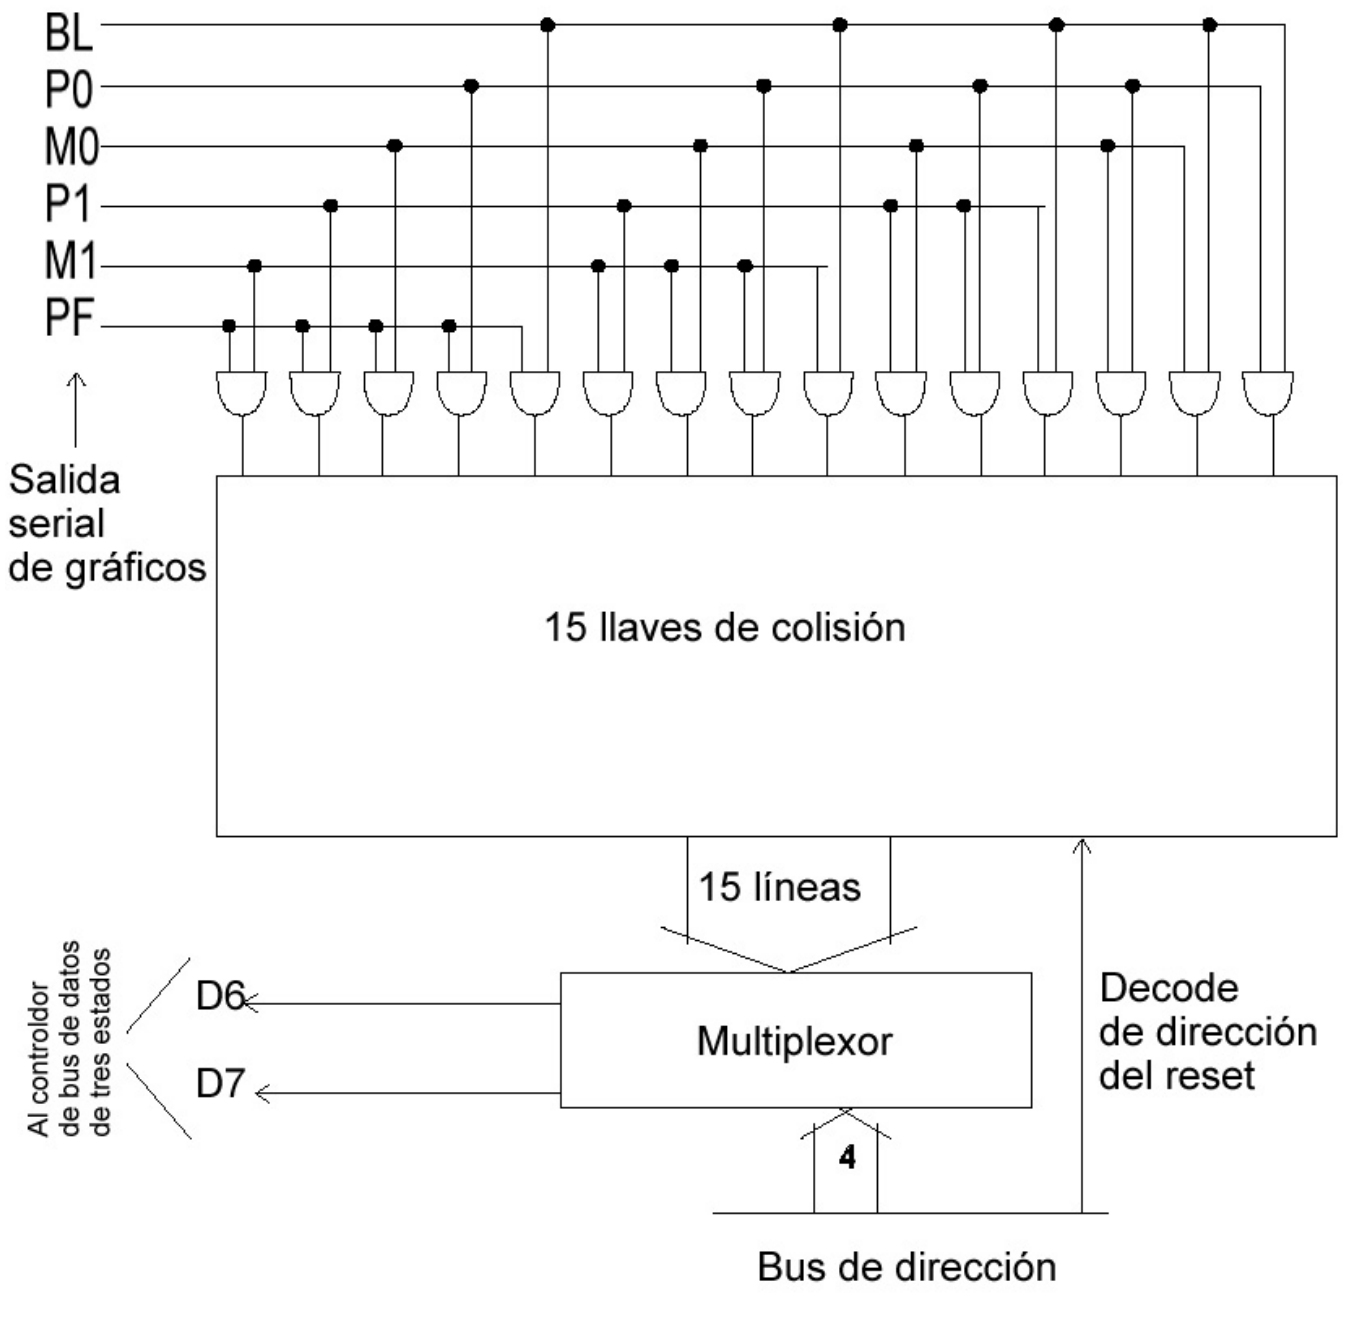 BL
P0
M0
P1
M1
PF
Salida
serial
de gráficos
15 llaves de colisión
15 líneas
Al controldor
de bus de datos
de tres estados
D6
D7
Multiplexor
Decode
de dirección
del reset
4
Bus de dirección